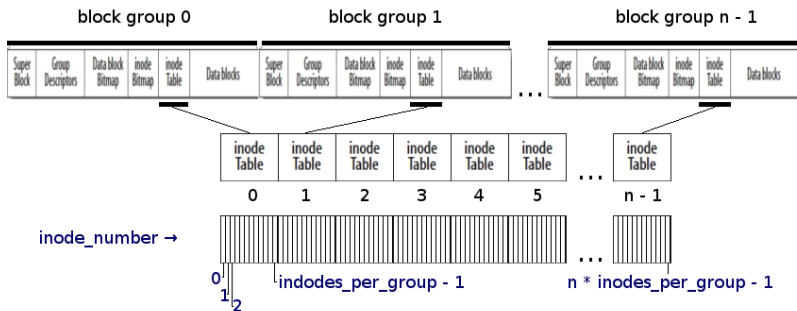 block group 0 block group 1 block group n - 1
Super Block Group Descriptors Data block Bitmap inode Bitmap inode Table Data blocks Super Block Group Descriptors Data block Bitmap inode Bitmap inode Table Data blocks ... Super Block Group Descriptors Data block Bitmap inode Bitmap inode Table Data blocks
inode Table inode Table inode Table inode Table inode Table inode Table ... inode Table
0 1 2 3 4 5 n - 1
inode_number → ...
0 indodes_per_group - 1 n * inodes_per_group - 1
1
2